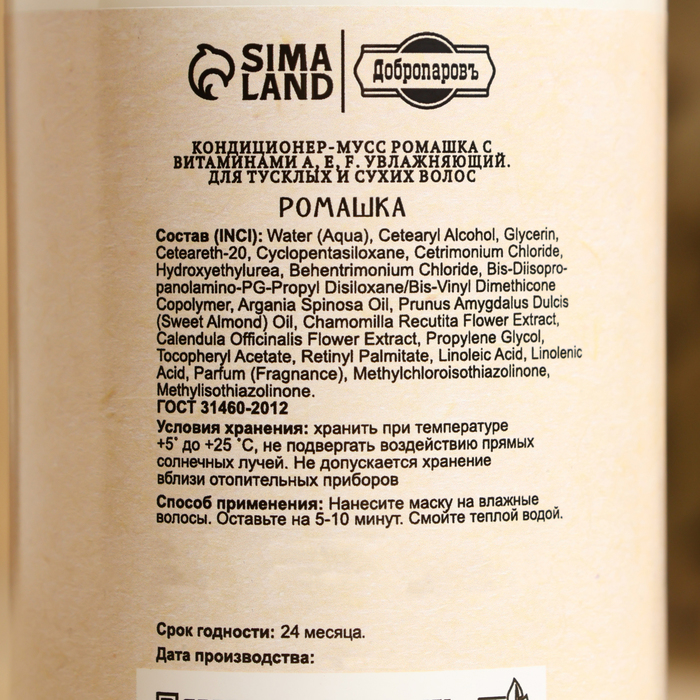 SIMA
LAND
Добропаровъ
КОНДИЦИОНЕР-МУСС РОМАШКА С
ВИТАМИНАМИ А, Е, F. УВЛАЖНЯЮЩИЙ.
ДЛЯ ТУСКЛЫХ И СУХИХ ВОЛОС
РОМАШКА
Состав (INCI): Water (Aqua), Cetearyl Alcohol, Glycerin,
Ceteareth-20, Cyclopentasiloxane, Cetrimonium Chloride,
Hydroxyethylurea, Behentrimonium Chloride, Bis-Diisopro-
panolamino-PG-Propyl Disiloxane/Bis-Vinyl Dimethicone
Copolymer, Argania Spinosa Oil, Prunus Amygdalus Dulcis
(Sweet Almond) Oil, Chamomilla Recutita Flower Extract,
Calendula Officinalis Flower Extract, Propylene Glycol,
Tocopheryl Acetate, Retinyl Palmitate, Linoleic Acid, Linolenic
Acid, Parfum (Fragrance), Methylchloroisothiazolinone,
Methylisothiazolinone.
ГОСТ 31460-2012
Условия хранения: хранить при температуре
+5˚ до +25 ˚С, не подвергать воздействию прямых
солнечных лучей. Не допускается хранение
вблизи отопительных приборов
Способ применения: Нанесите маску на влажные
волосы. Оставьте на 5-10 минут. Смойте теплой водой.
Срок годности: 24 месяца.
Дата производства: